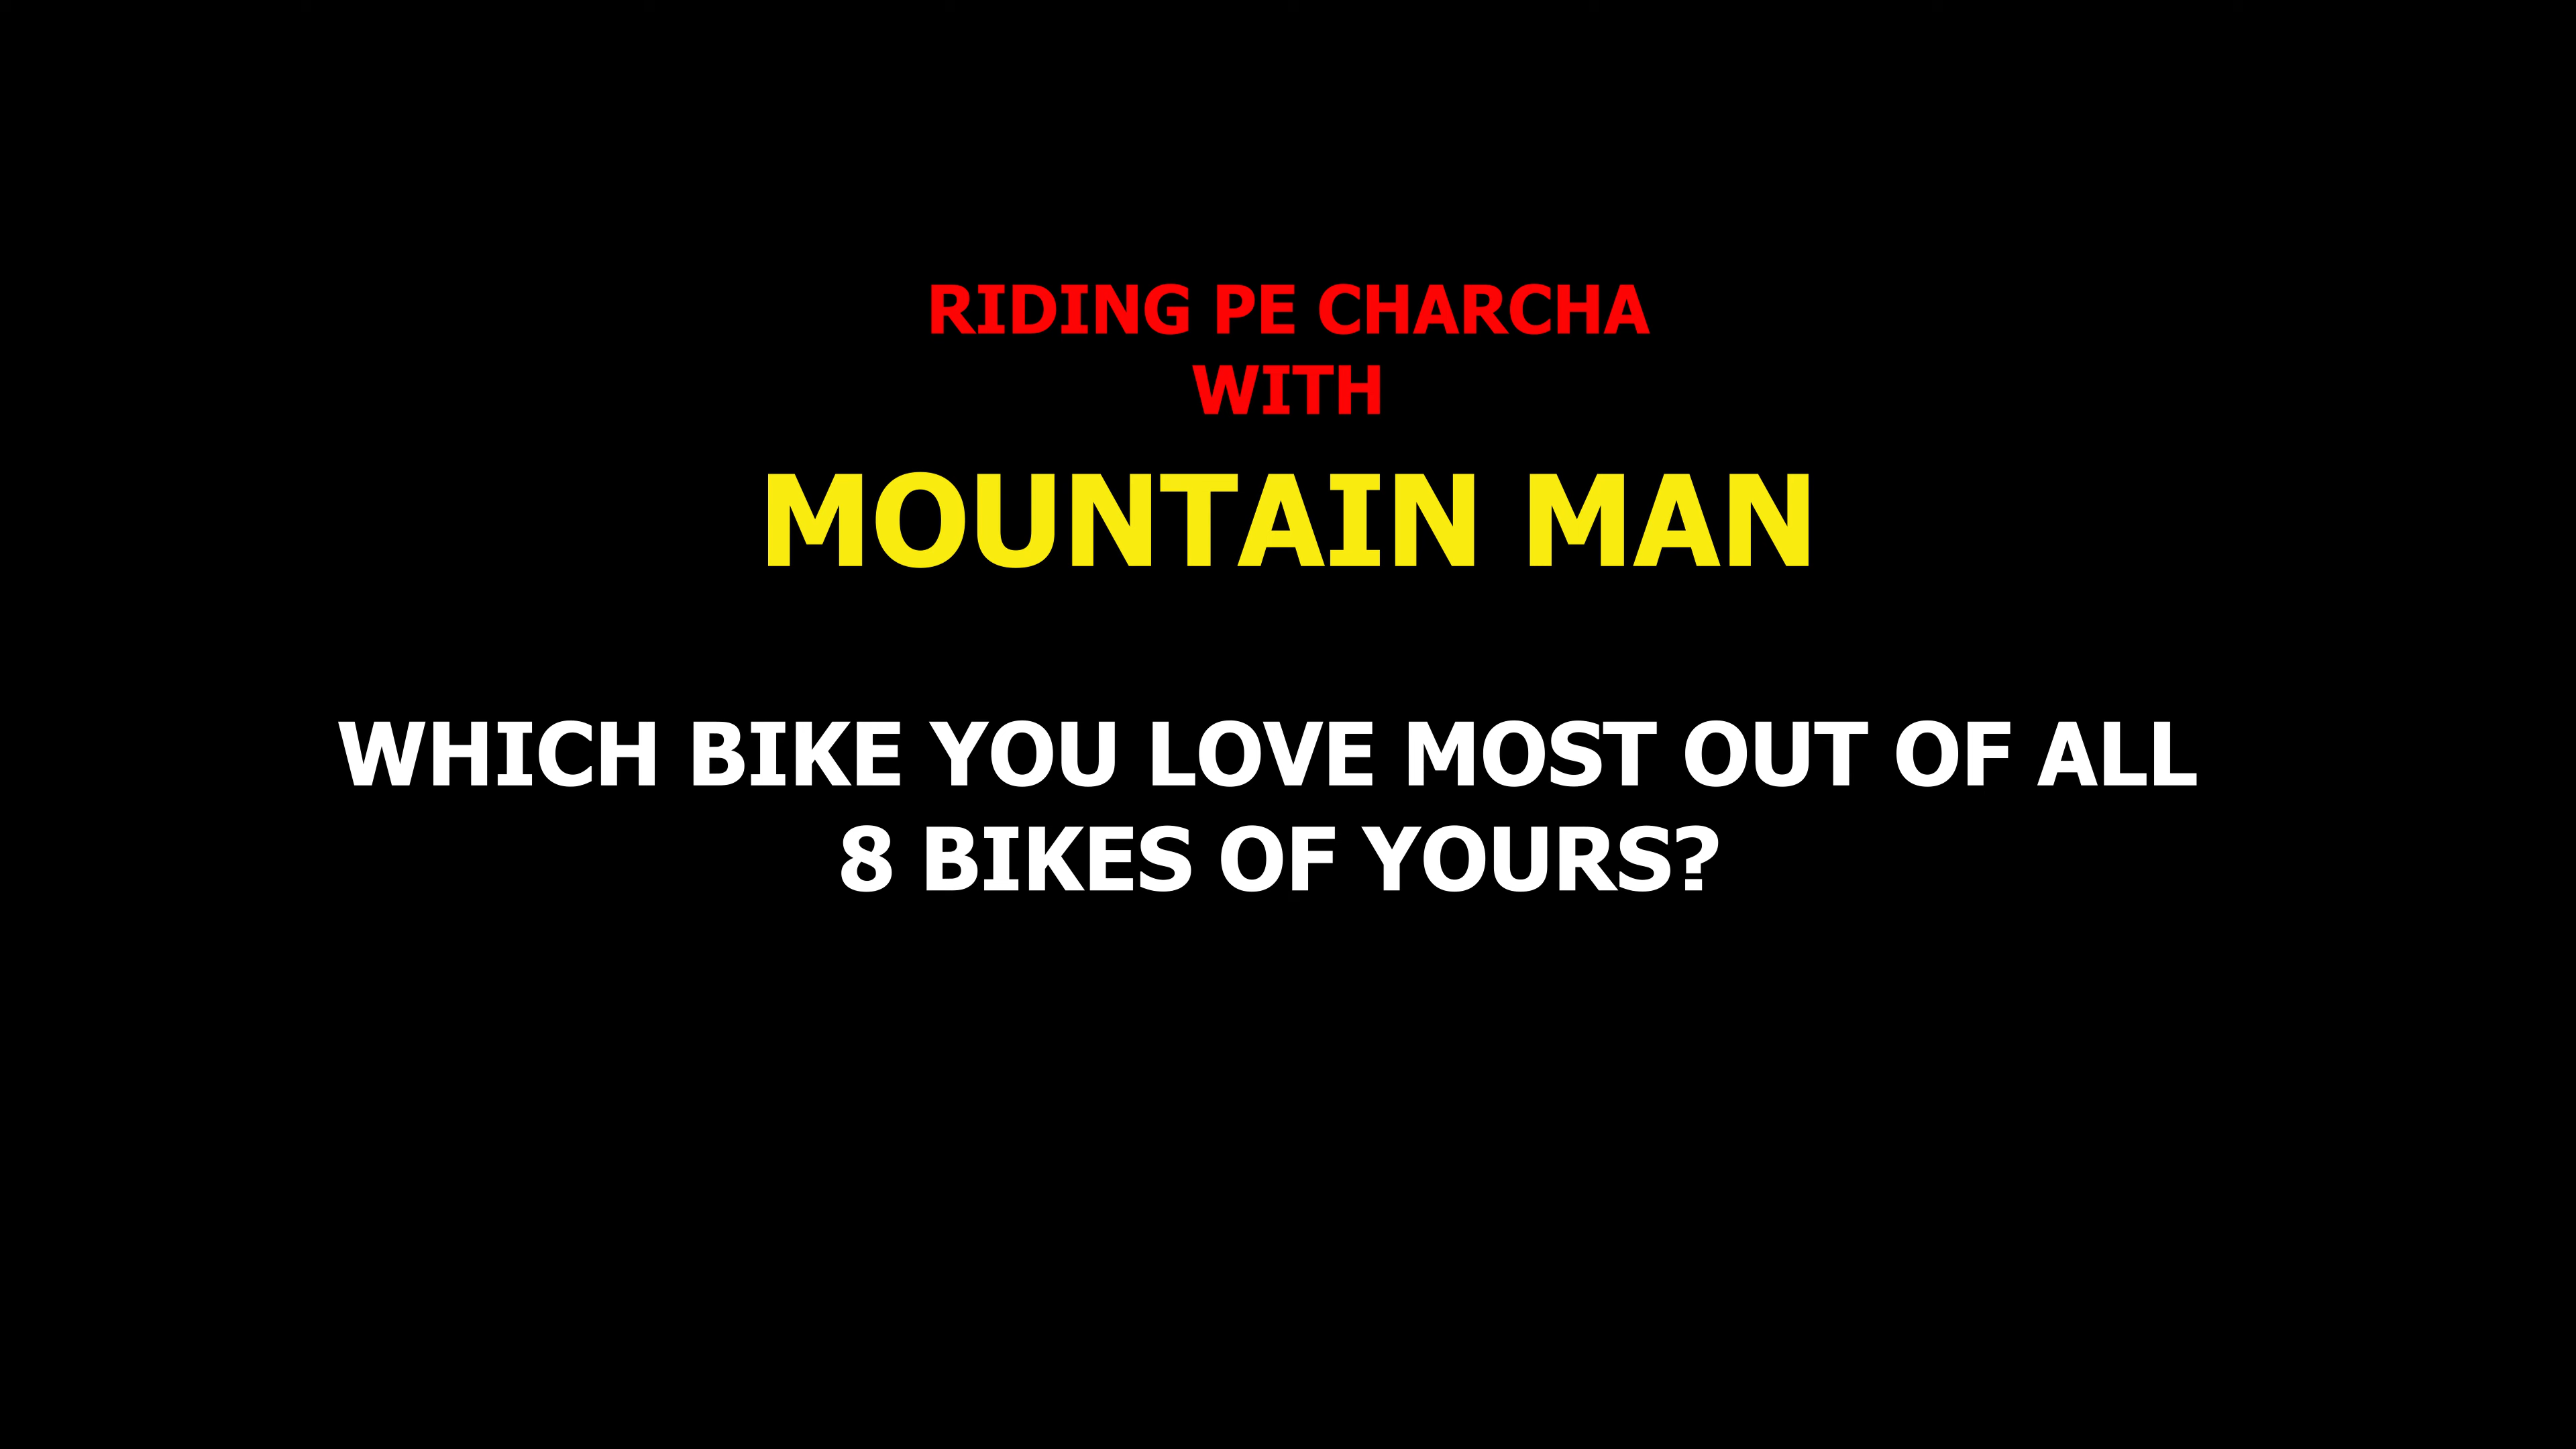 RIDING PE CHARCHA
WITH
MOUNTAIN MAN
WHICH BIKE YOU LOVE MOST OUT OF ALL
8 BIKES OF YOURS?